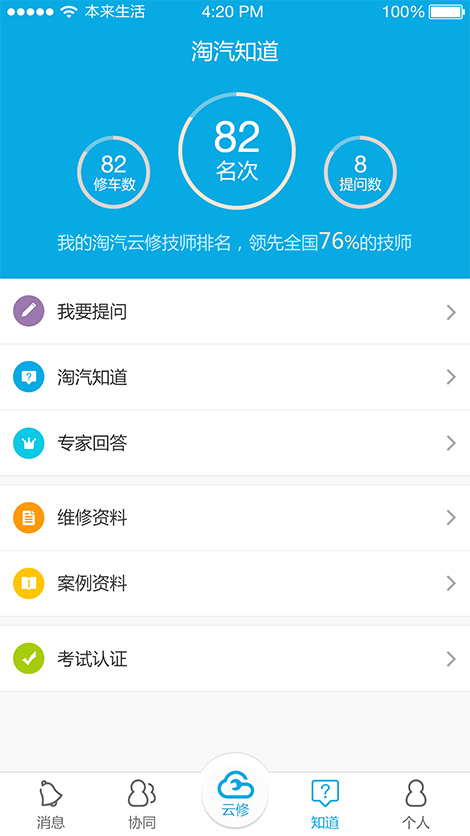 本来生活 4:20 PM 100%
淘汽知道
82
名次
82
修车数
8
提问数
我的淘汽云修技师排名，领先全国76%的技师
我要提问
淘汽知道
专家回答
维修资料
案例资料
考试认证
消息 协同 云修 知道 个人